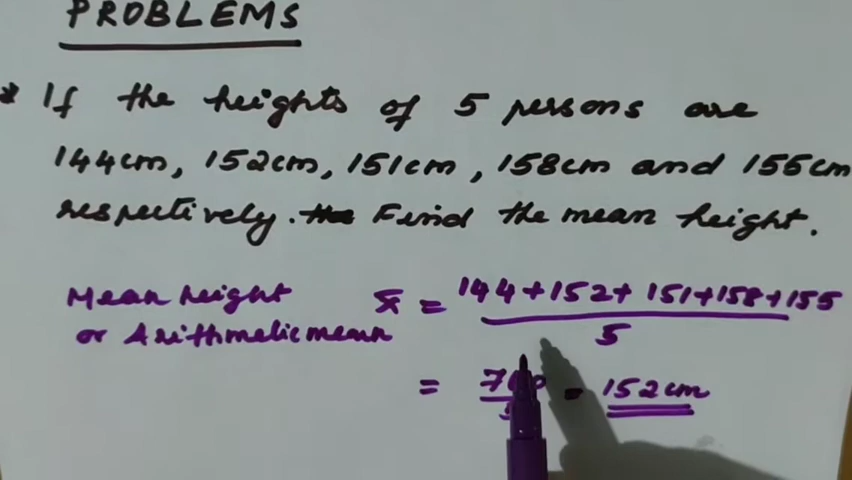 PROBLEMS
* If the heights of 5 persons are
144cm, 152cm, 151cm, 158cm and 155cm
respectively. Find the mean height.
Mean height x̄ = 144+152+151+158+155
or Arithmetic mean 5
= = 152cm